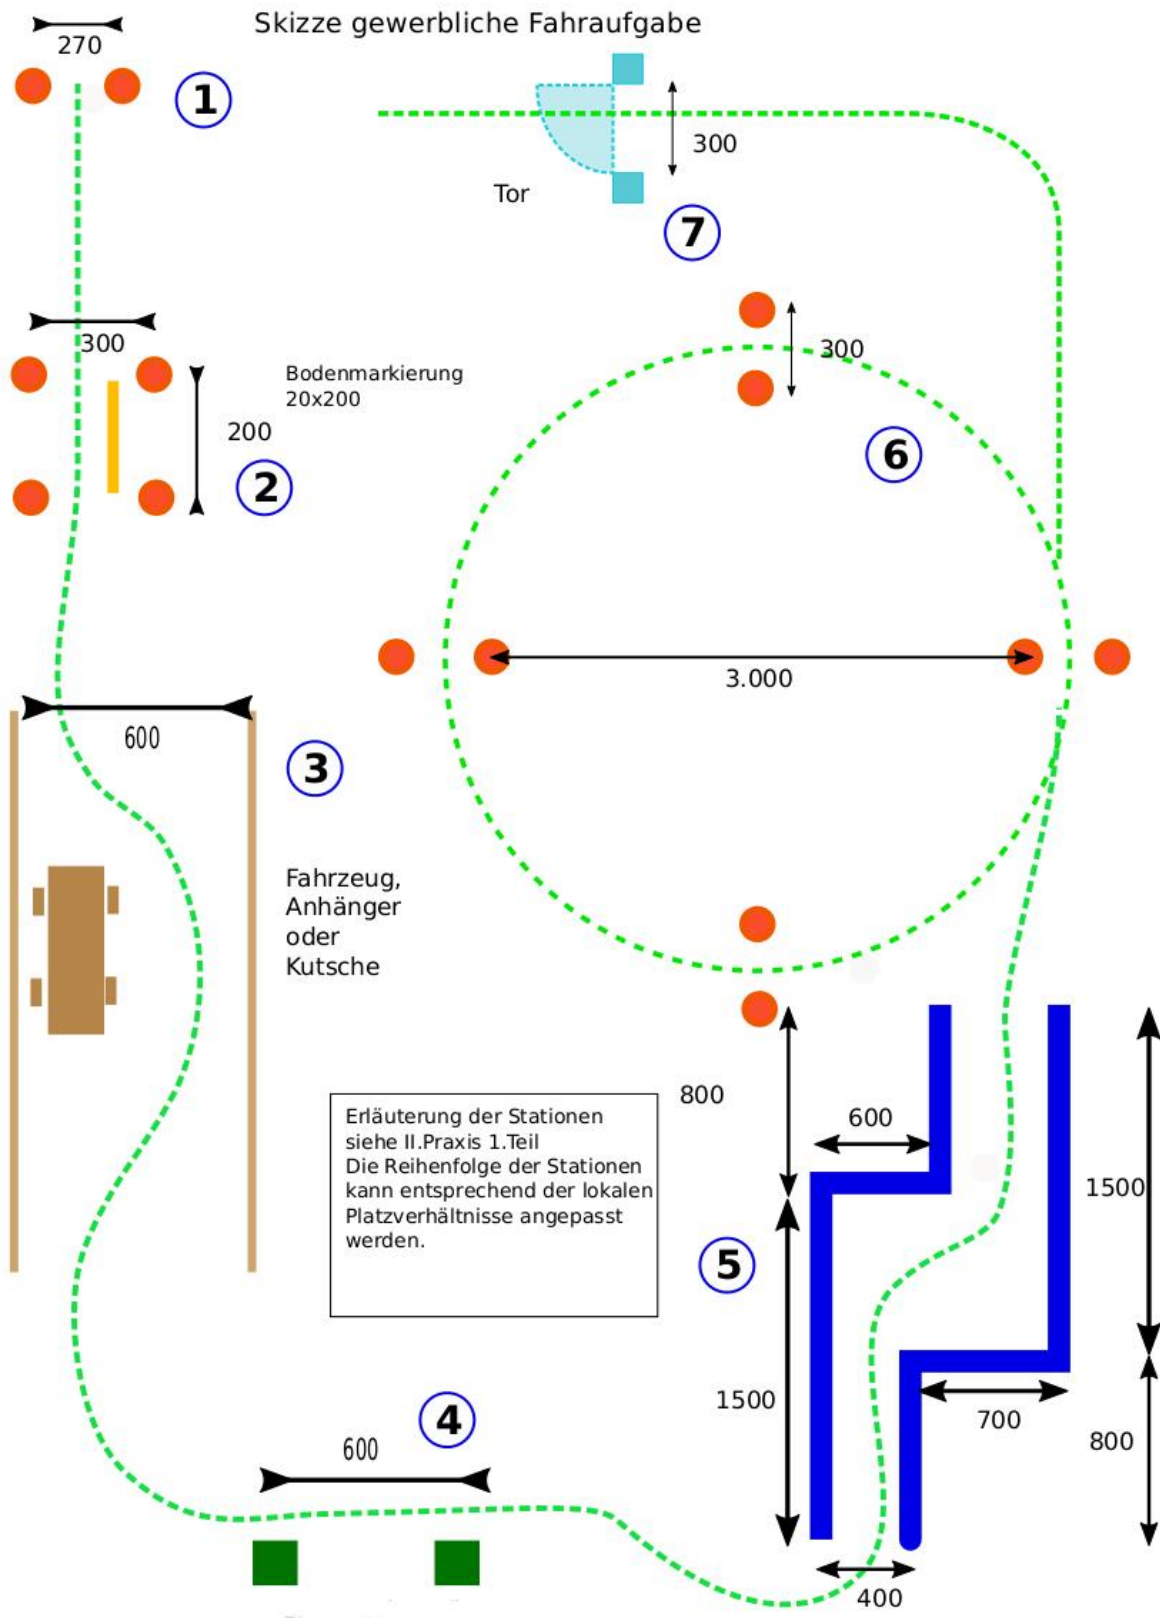 Skizze gewerbliche Fahraufgabe
270
1
300
Tor
7
300
300
Bodenmarkierung
20x200
200
2
6
3.000
600
3
Fahrzeug,
Anhänger
oder
Kutsche
Erläuterung der Stationen
siehe II.Praxis 1.Teil
Die Reihenfolge der Stationen
kann entsprechend der lokalen
Platzverhältnisse angepasst
werden.
800
600
1500
5
4
600
1500
700
800
400